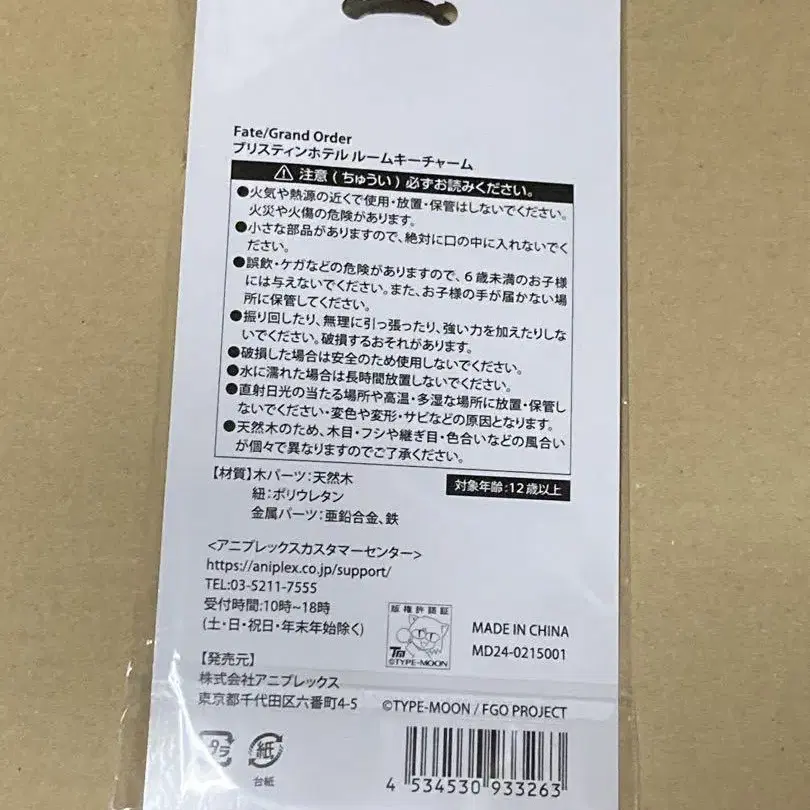 Fate/Grand Order
プリスティンホテル ルームキーチャーム
注意(ちゅうい)必ずお読みください。
●火気や熱源の近くで使用・放置・保管はしないでください。
火災や火傷の危険があります。
●小さな部品がありますので、絶対に口の中に入れないでく
ださい。
●誤飲・ケガなどの危険がありますので、6歳未満のお子様
には与えないでください。また、お子様の手が届かない場
所に保管してください。
●振り回したり、無理に引っ張ったり、強い力を加えたりしな
いでください。破損するおそれがあります。
●破損した場合は安全のため使用しないでください。
●水に濡れた場合は長時間放置しないでください。
●直射日光の当たる場所や高温・多湿な場所に放置・保管し
ないでください・変色や変形・サビなどの原因となります。
●天然木のため、木目・フシや継ぎ目・色合いなどの風合い
が個々で異なりますのでご了承ください。
【材質】木パーツ:天然木
紐:ポリウレタン
金属パーツ:亜鉛合金、鉄
対象年齢:12歳以上
<アニプレックスカスタマーセンター>
https://aniplex.co.jp/support/
TEL:03-5211-7555
受付時間:10時~18時
(土・日・祝日・年末年始除く)
版権許諾証
TM
©TYPE-MOON
MADE IN CHINA
MD24-0215001
【発売元】
株式会社アニプレックス
東京都千代田区六番町4-5
©TYPE-MOON / FGO PROJECT
プラ
紙
台紙
4 534530 933263